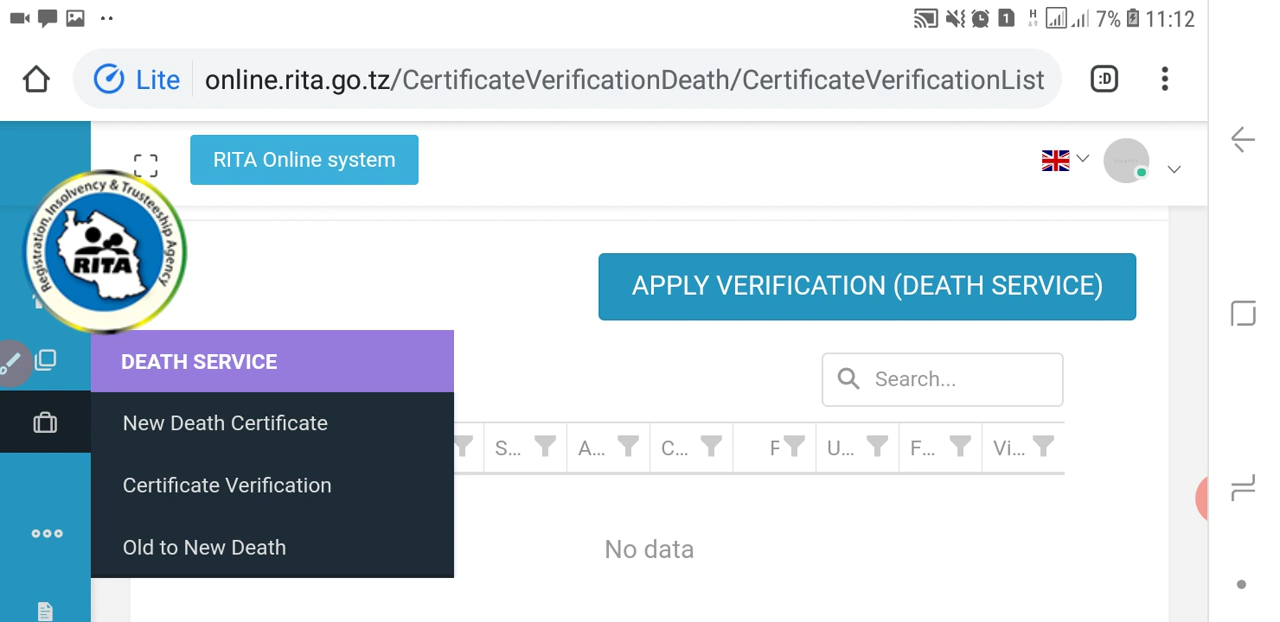 H
1
7%
11:12
Lite
online.rita.go.tz/CertificateVerificationDeath/CertificateVerificationList
:D
RITA Online system
Registration, Insolvency & Trusteeship Agency
RITA
APPLY VERIFICATION (DEATH SERVICE)
DEATH SERVICE
Search...
New Death Certificate
S...
A...
C...
F
U...
F...
Vi...
Certificate Verification
Old to New Death
No data